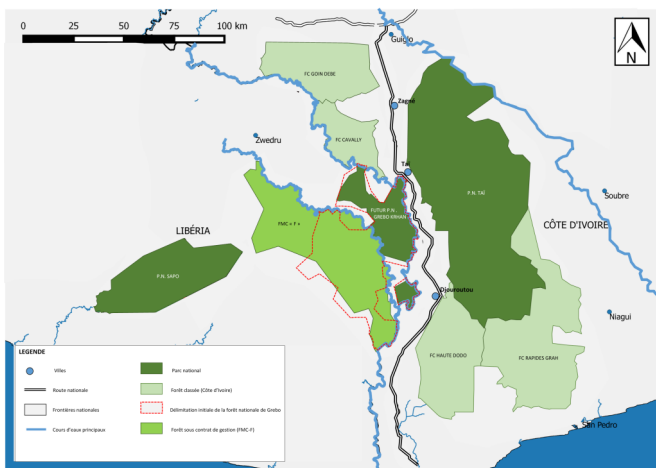 0 25 50 75 100 km
N
Guiglo
FC GOIN DEBE
Zagné
FC CAVALLY
Zwedru
Taï
P.N. TAÏ
Soubre
FUTUR P.N.
GREBO KRHAN
FMC « F »
LIBÉRIA
CÔTE D'IVOIRE
P.N. SAPO
Djouroutou
Niagui
FC HAUTE DODO
FC RAPIDES GRAH
San Pedro
LEGENDE
Villes
Parc national
Route nationale
Forêt classée (Côte d'Ivoire)
Frontières nationales
Délimitation initiale de la forêt nationale de Grebo
Cours d'eaux principaux
Forêt sous contrat de gestion (FMC-F)